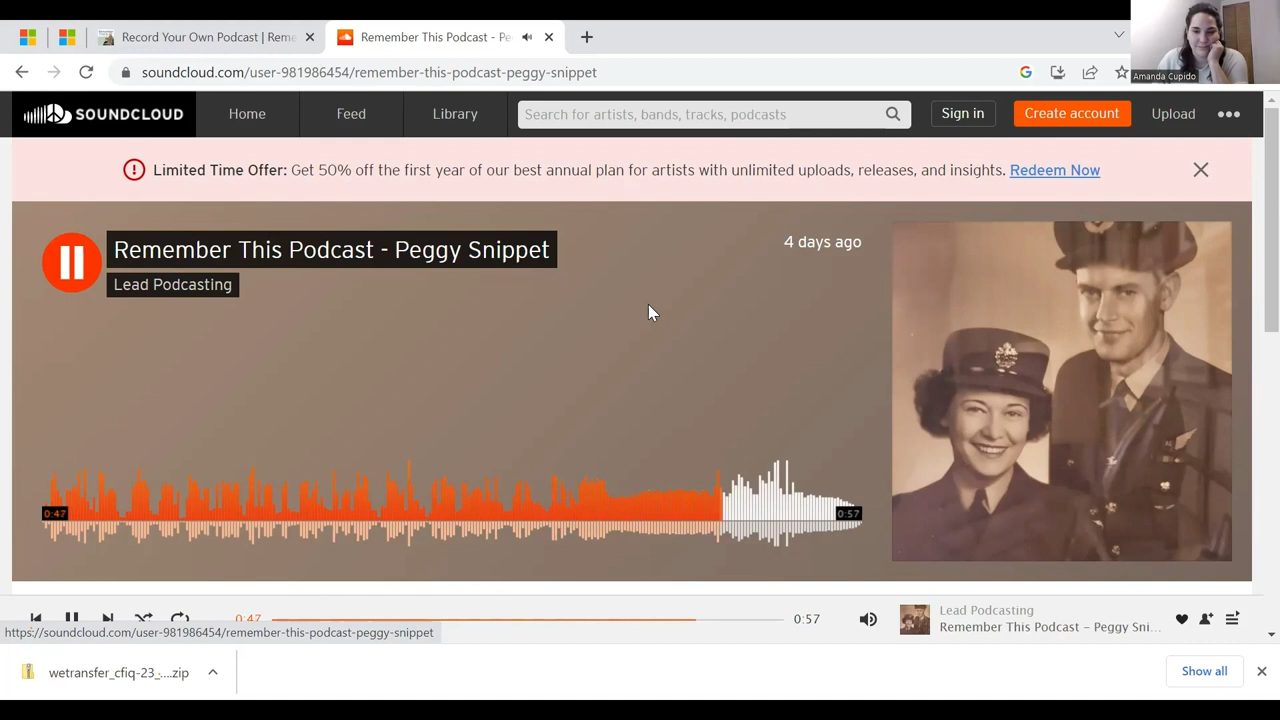 Record Your Own Podcast | Reme
Remember This Podcast - Pe
Amanda Cupido
soundcloud.com/user-981986454/remember-this-podcast-peggy-snippet
SOUNDCLOUD
Home
Feed
Library
Search for artists, bands, tracks, podcasts
Sign in
Create account
Upload
Limited Time Offer: Get 50% off the first year of our best annual plan for artists with unlimited uploads, releases, and insights. Redeem Now
Remember This Podcast - Peggy Snippet
4 days ago
Lead Podcasting
0:47
0:57
0:47
0:57
Lead Podcasting
Remember This Podcast – Peggy Sni...
https://soundcloud.com/user-981986454/remember-this-podcast-peggy-snippet
wetransfer_cfiq-23_-....zip
Show all